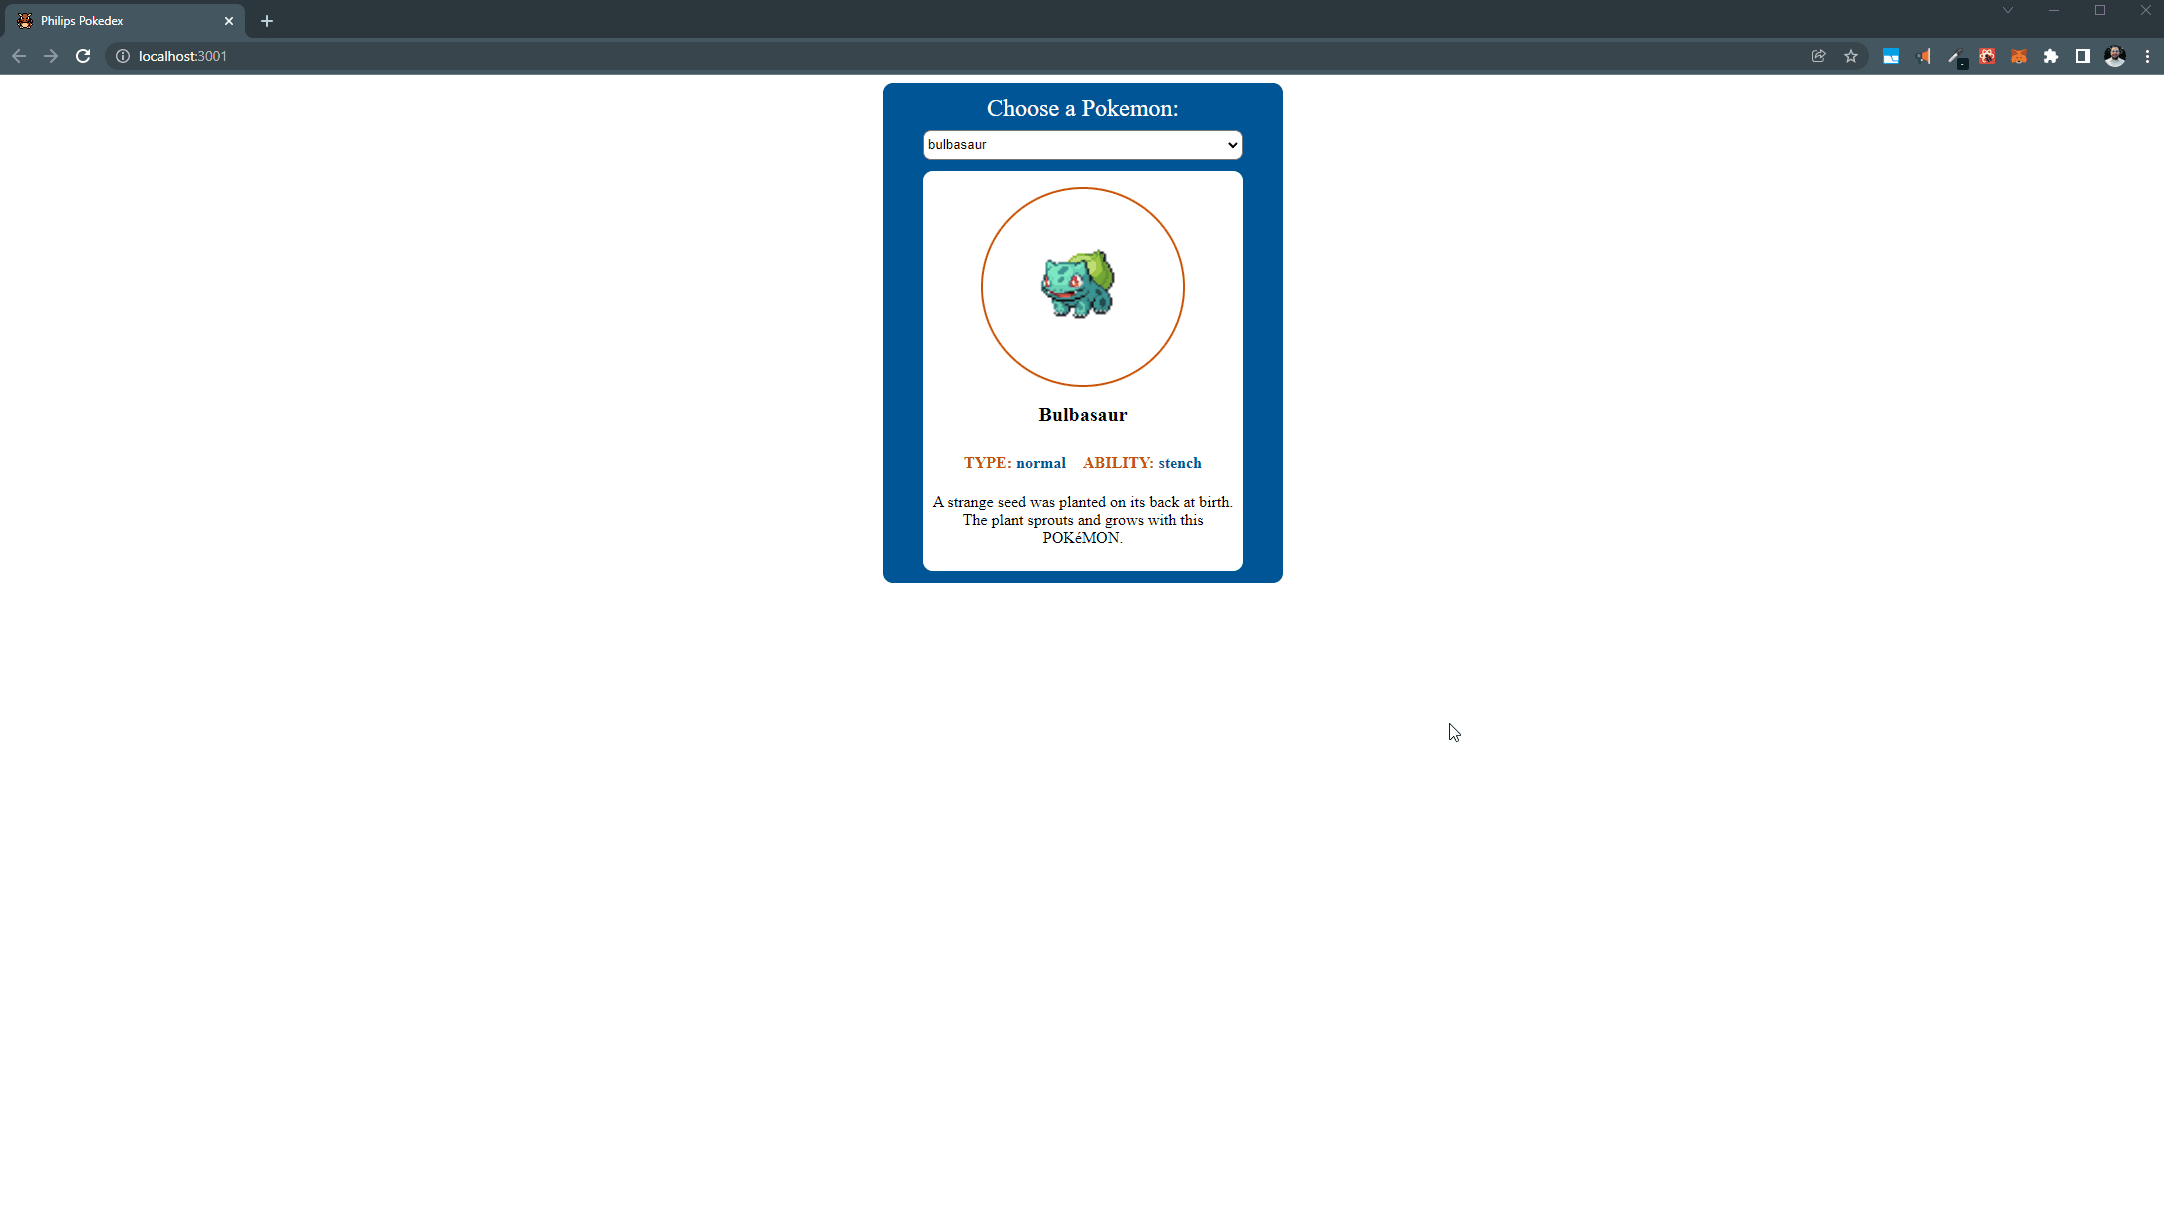 Philips Pokedex
localhost:3001
Choose a Pokemon:
bulbasaur
Bulbasaur
TYPE: normal ABILITY: stench
A strange seed was planted on its back at birth.
The plant sprouts and grows with this
POKéMON.